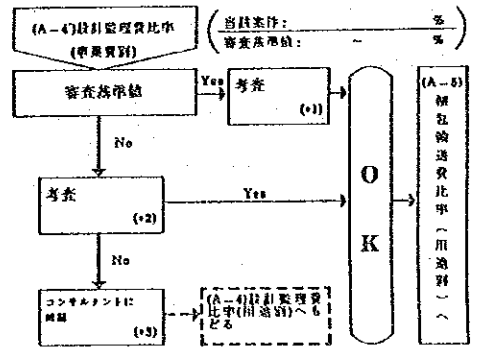 (A-4)設計監理費比率
(事業費別)
当該案件: %
審査基準値: ~ %
審査基準値
Yes
考査
(*1)
No
考査
(*2)
Yes
No
コンサルタントに
(*3)
(A-4)設計監理費
比率(用途別)へも
どる
OK
(A-5)梱包輸送費比率(用途別)へ